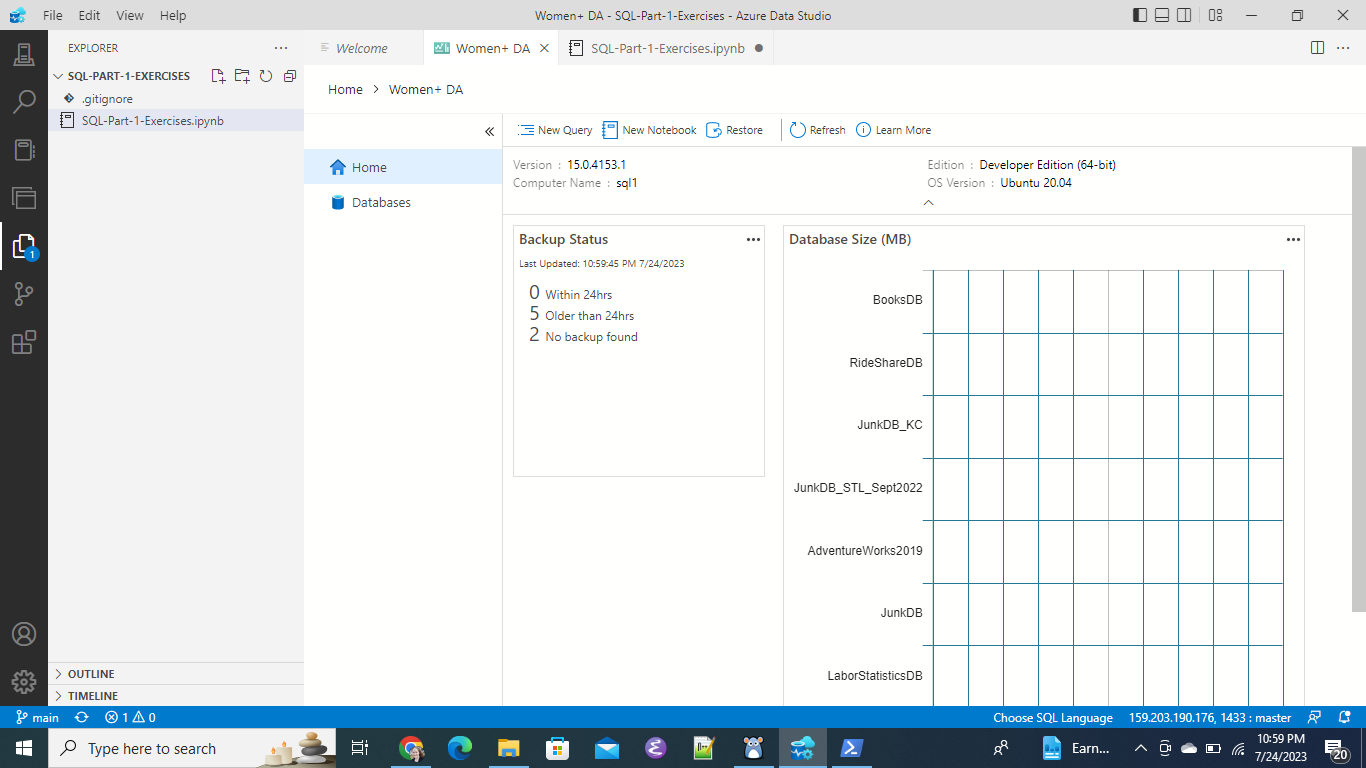 File Edit View Help
Women+ DA - SQL-Part-1-Exercises - Azure Data Studio
EXPLORER
Welcome
Women+ DA
SQL-Part-1-Exercises.ipynb
SQL-PART-1-EXERCISES
.gitignore
SQL-Part-1-Exercises.ipynb
1
OUTLINE
TIMELINE
Home > Women+ DA
Home
Databases
New Query
New Notebook
Restore
Refresh
Learn More
Version : 15.0.4153.1
Computer Name : sql1
Edition : Developer Edition (64-bit)
OS Version : Ubuntu 20.04
Backup Status
Last Updated: 10:59:45 PM 7/24/2023
0 Within 24hrs
5 Older than 24hrs
2 No backup found
Database Size (MB)
BooksDB
RideShareDB
JunkDB_KC
JunkDB_STL_Sept2022
AdventureWorks2019
JunkDB
LaborStatisticsDB
main
1 0
Choose SQL Language
159.203.190.176, 1433 : master
Type here to search
Earn...
10:59 PM
7/24/2023
20